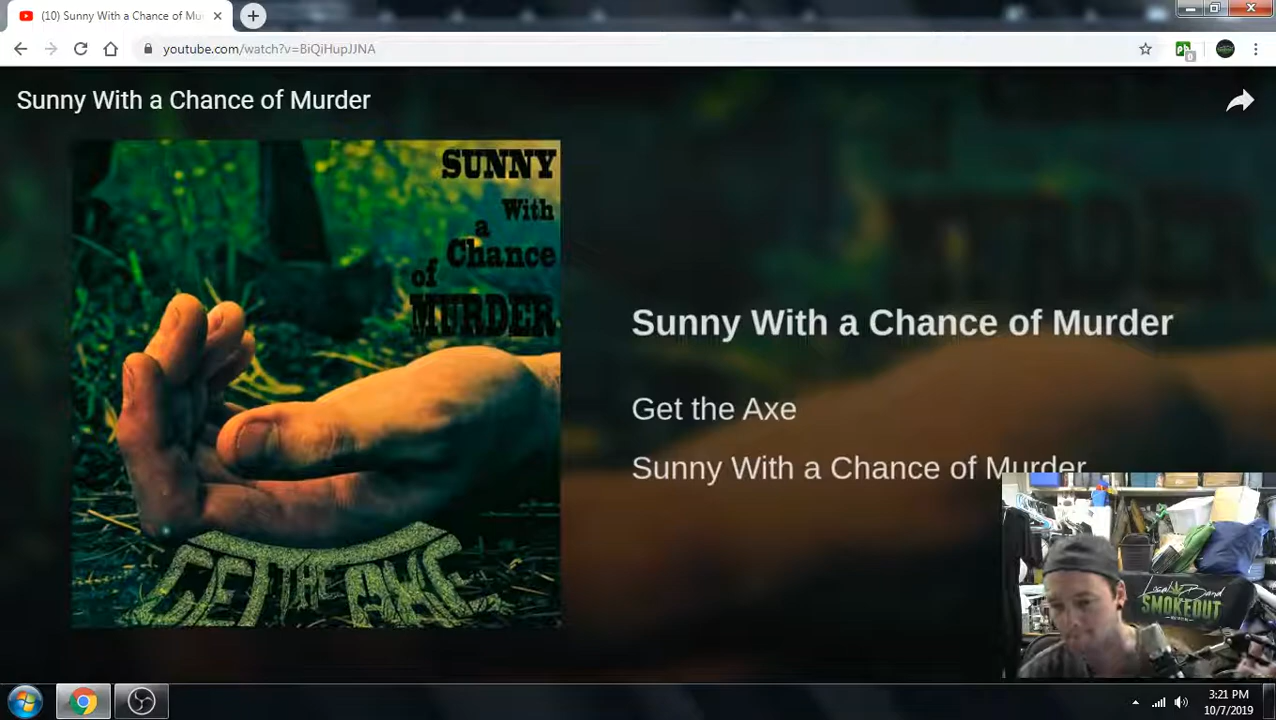 (10) Sunny With a Chance of Mu
youtube.com/watch?v=BiQiHupJJNA
Sunny With a Chance of Murder
SUNNY
With
a
Chance
of
MURDER
Sunny With a Chance of Murder
Get the Axe
Sunny With a Chance of Murder
GET THE AXE
Local Band
SMOKEOUT
3:21 PM
10/7/2019